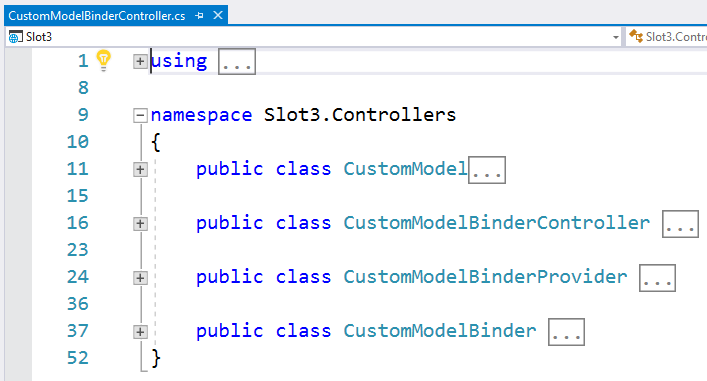 CustomModelBinderController.cs
Slot3 Slot3.Contr
1 using ...
8
9 namespace Slot3.Controllers
10 {
11 public class CustomModel...
15
16 public class CustomModelBinderController ...
23
24 public class CustomModelBinderProvider ...
36
37 public class CustomModelBinder ...
52 }